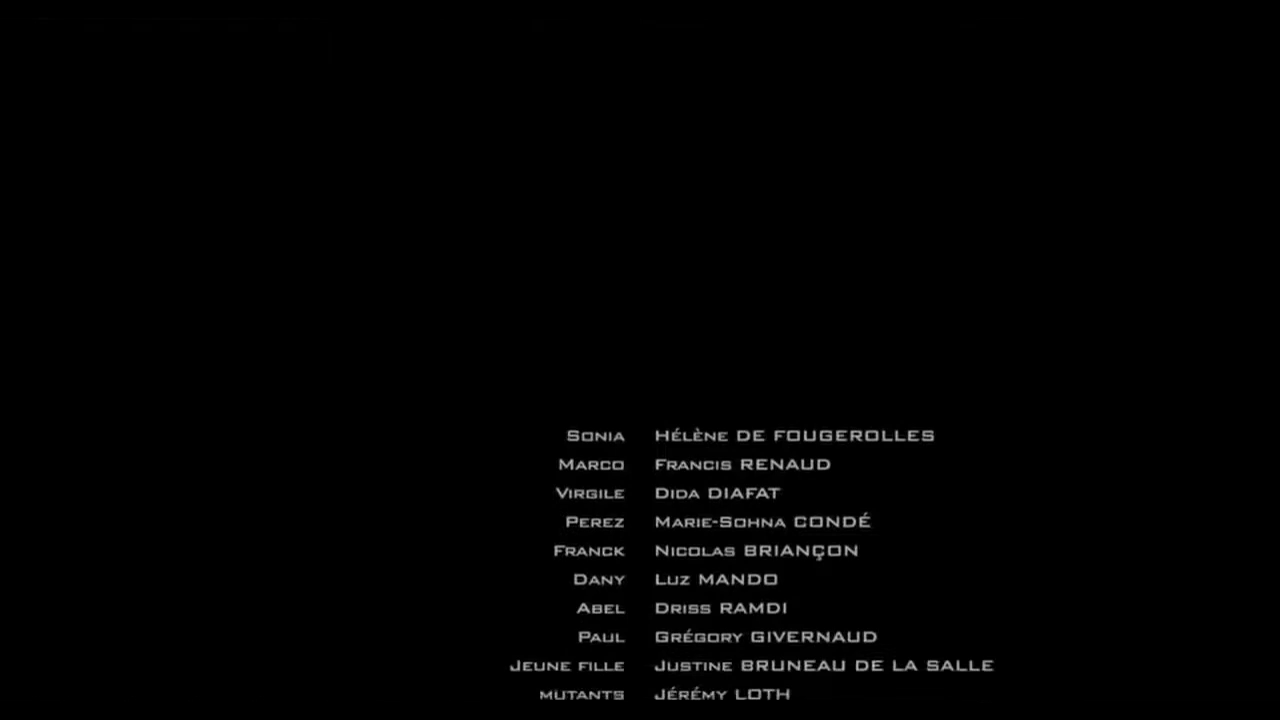 Sonia Hélène DE FOUGEROLLES
Marco Francis RENAUD
Virgile Dida DIAFAT
Perez Marie-Sohna CONDÉ
Franck Nicolas BRIANÇON
Dany Luz MANDO
Abel Driss RAMDI
Paul Grégory GIVERNAUD
Jeune fille Justine BRUNEAU DE LA SALLE
mutants Jérémy LOTH